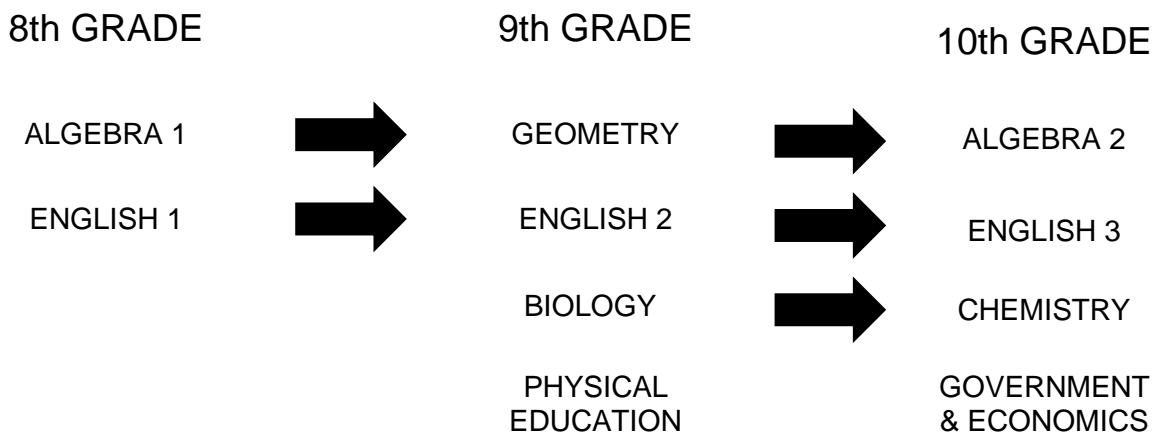 8th GRADE
9th GRADE
10th GRADE
ALGEBRA 1
GEOMETRY
ALGEBRA 2
ENGLISH 1
ENGLISH 2
ENGLISH 3
BIOLOGY
CHEMISTRY
PHYSICAL
EDUCATION
GOVERNMENT
& ECONOMICS